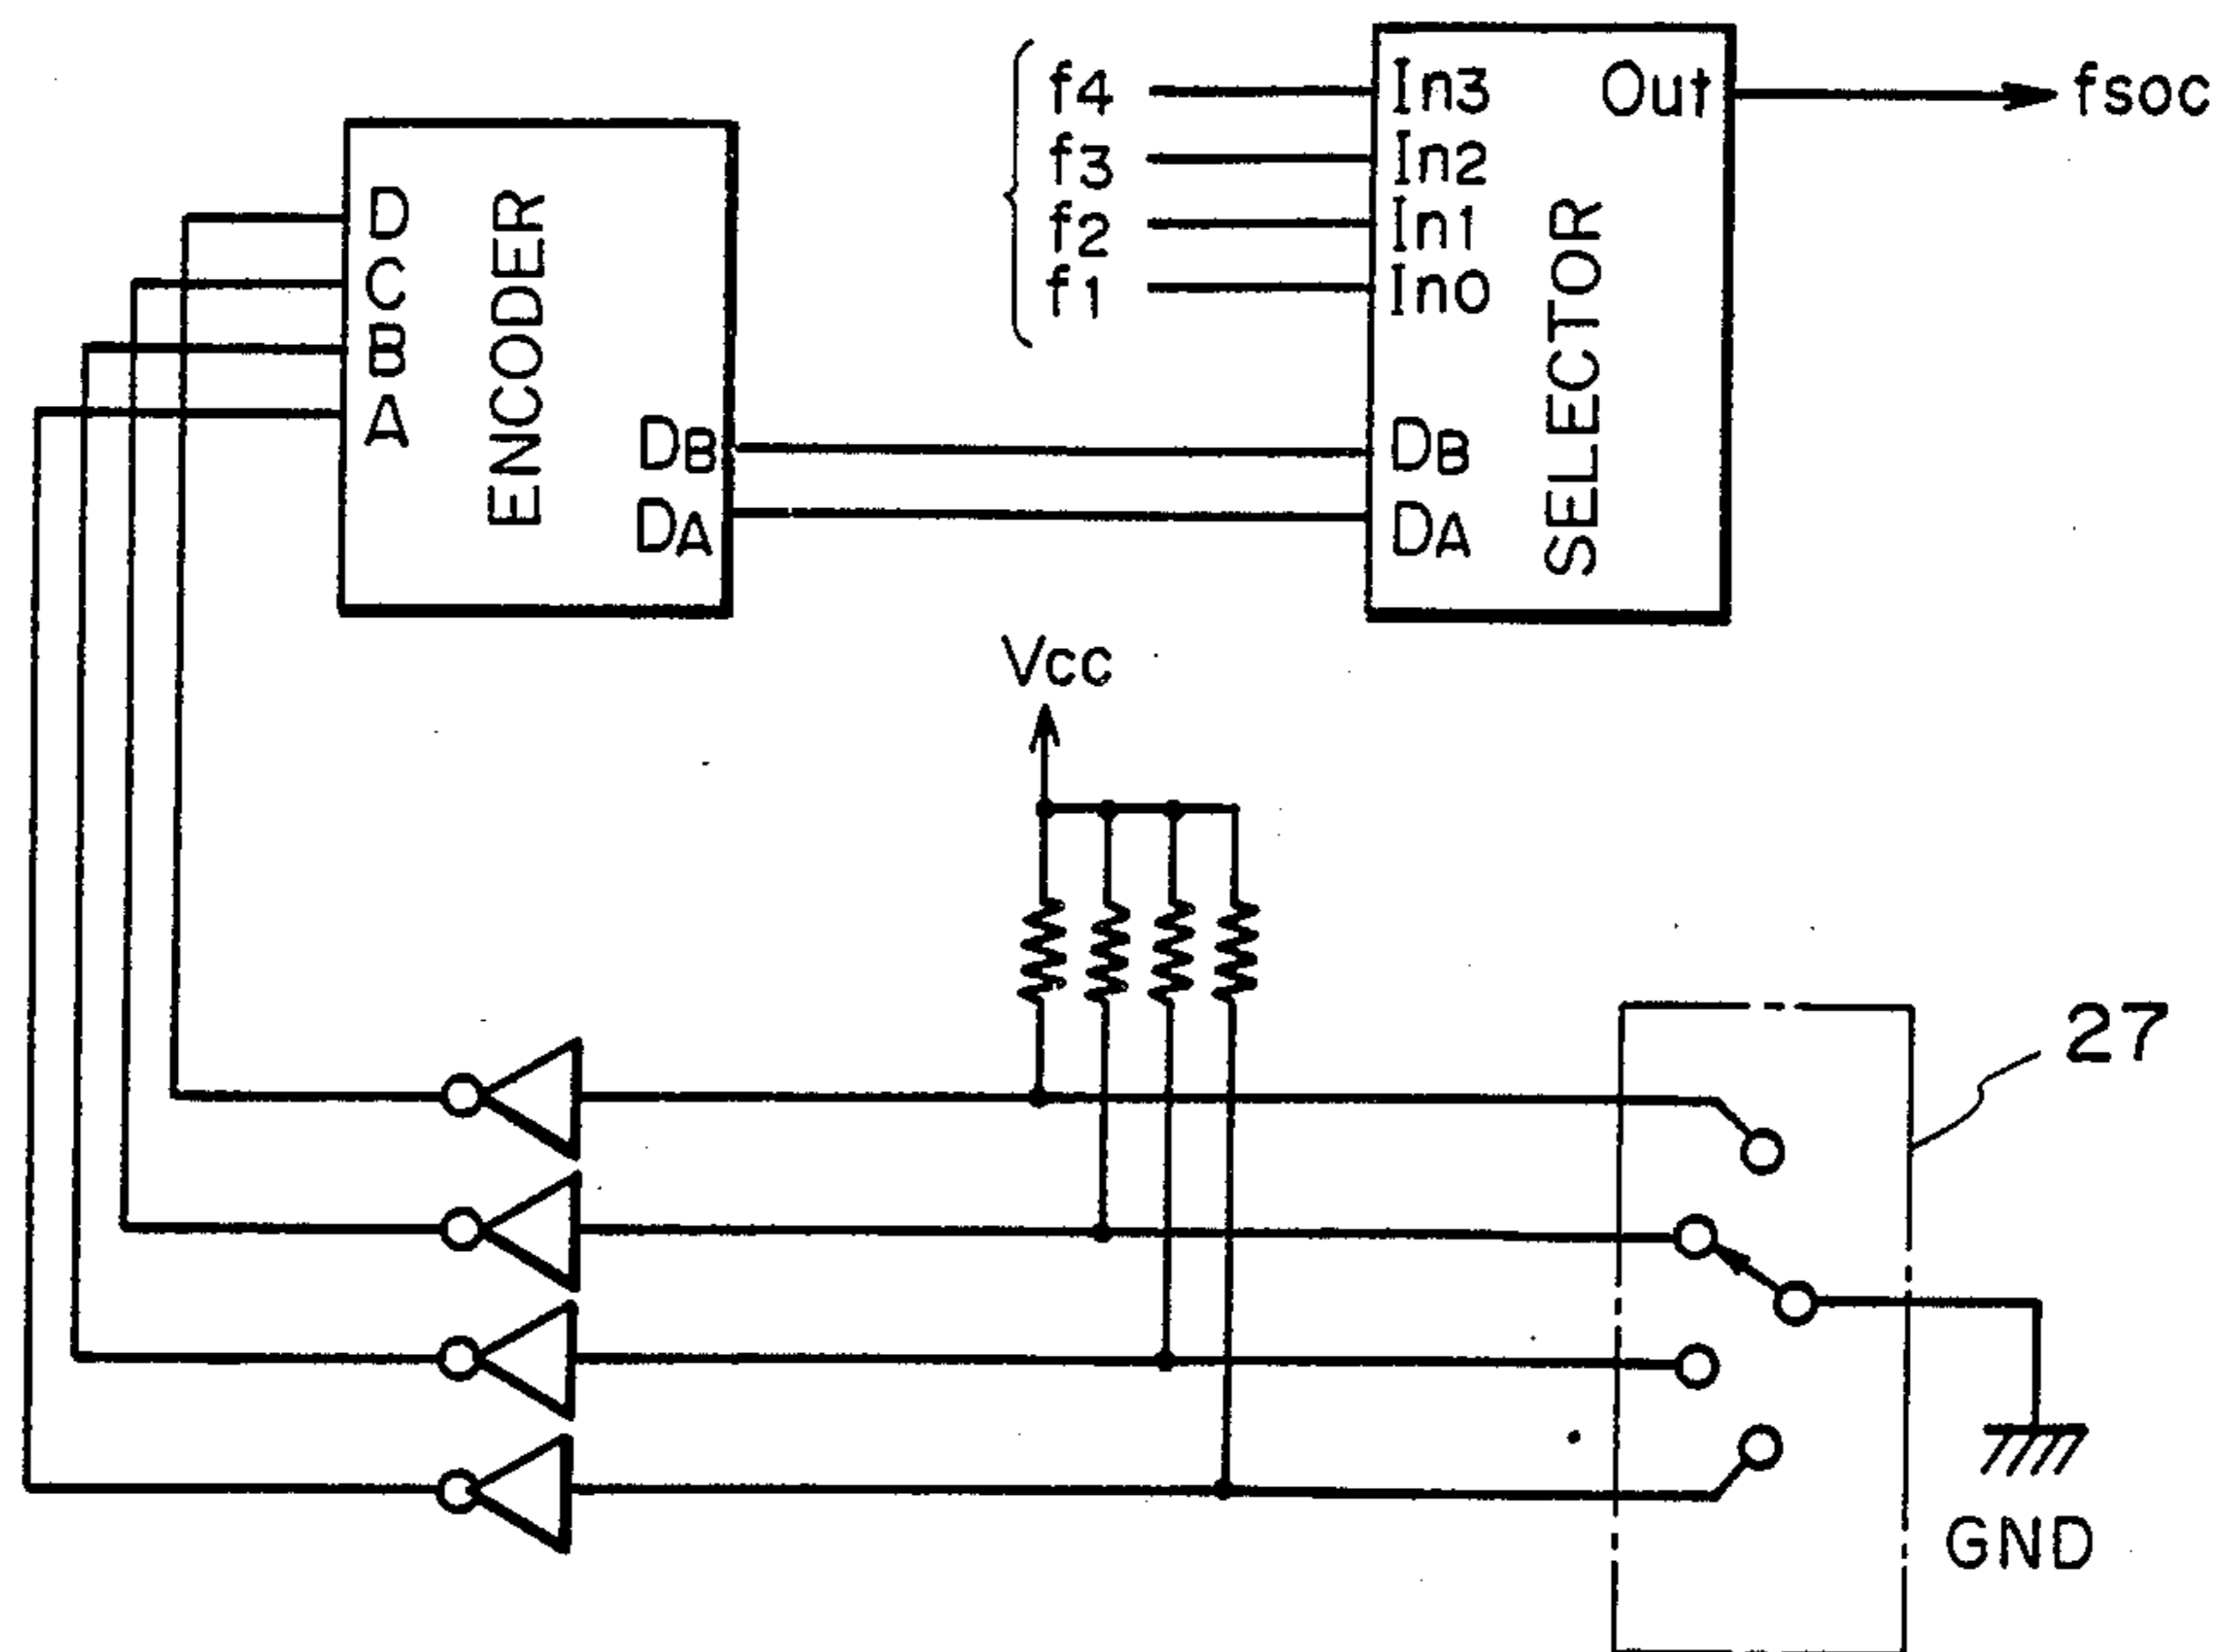 D
C
B
A
ENCODER
DB
DA
f4
f3
f2
f1
In3
In2
In1
In0
DB
DA
SELECTOR
Out
fsoc
Vcc
27
GND